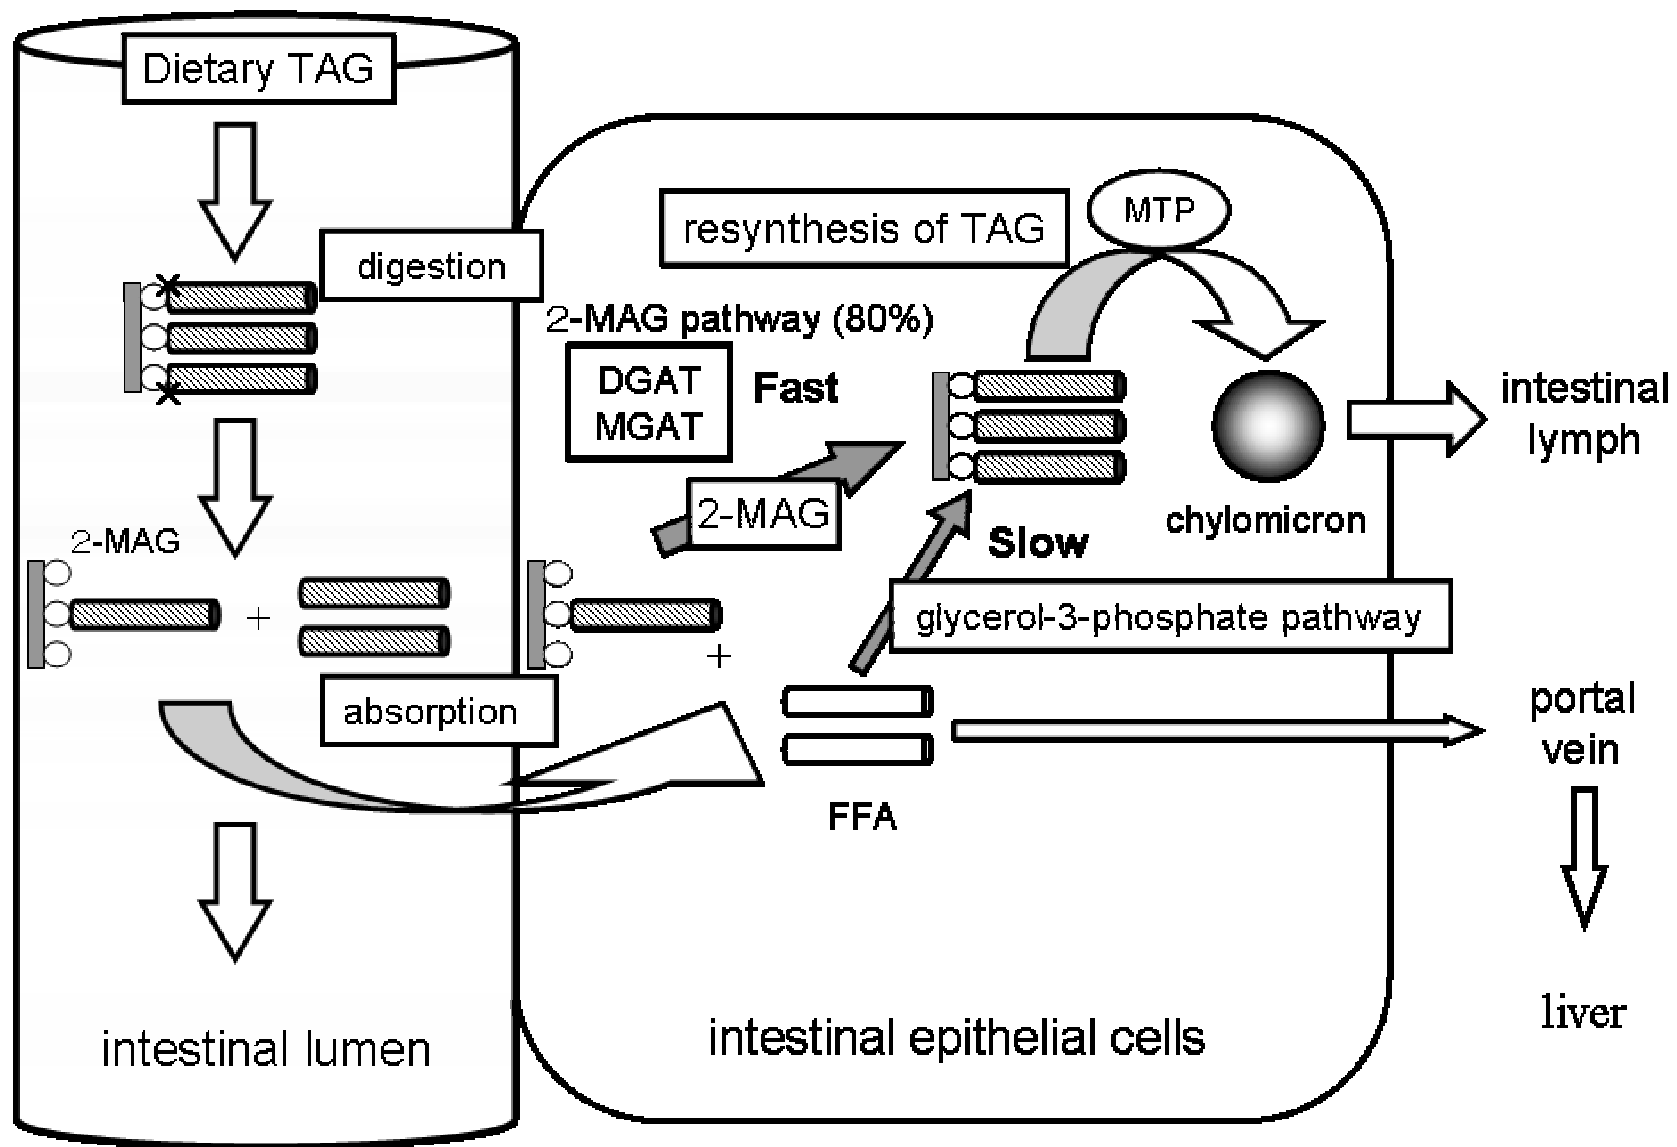 Dietary TAG
digestion
2-MAG
+
absorption
intestinal lumen
resynthesis of TAG
MTP
2-MAG pathway (80%)
DGAT
MGAT
Fast
2-MAG
Slow
chylomicron
intestinal
lymph
glycerol-3-phosphate pathway
+
FFA
portal
vein
liver
intestinal epithelial cells